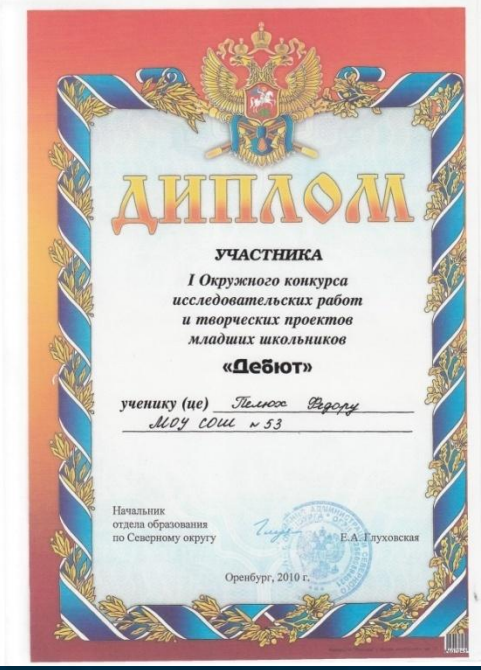 ДИПЛОМ
УЧАСТНИКА
I Окружного конкурса
исследовательских работ
и творческих проектов
младших школьников
«Дебют»
ученику (це) Пелюх Федору
МОУ СОШ № 53
Начальник
отдела образования
по Северному округу
Е.А. Глуховская
Оренбург, 2010 г.